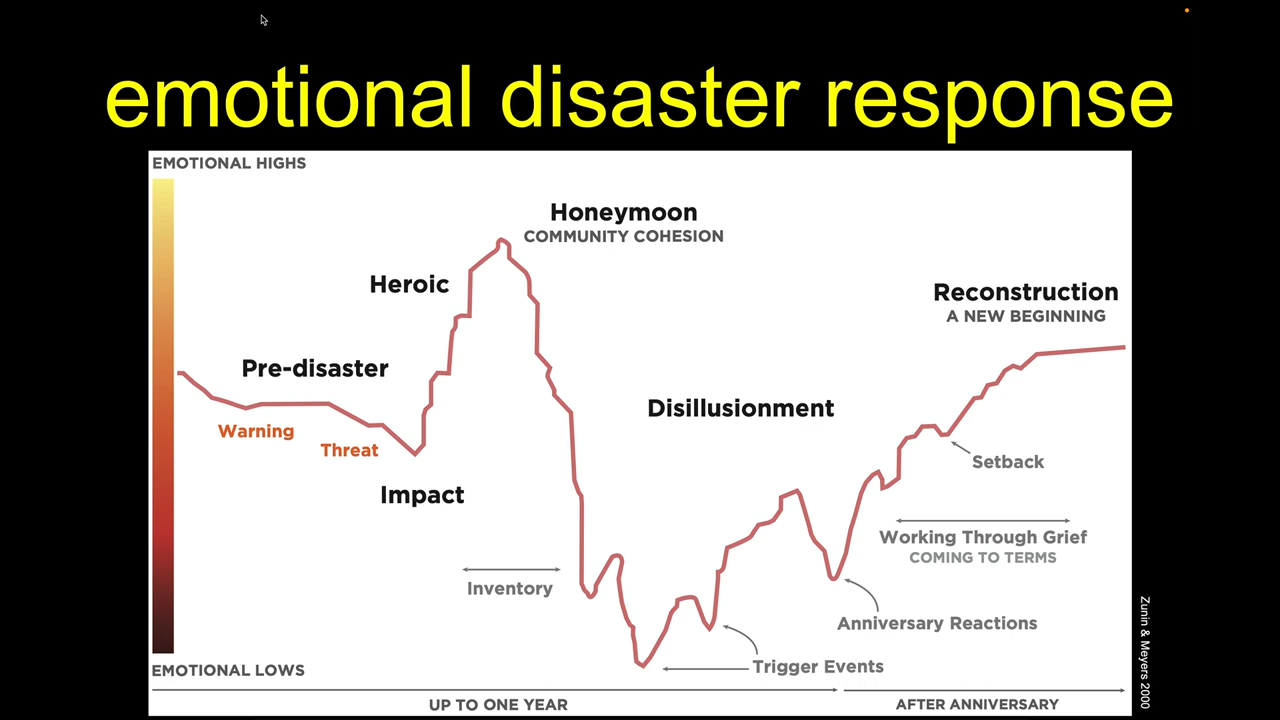 emotional disaster response
EMOTIONAL HIGHS
Honeymoon
COMMUNITY COHESION
Heroic
Reconstruction
A NEW BEGINNING
Pre-disaster
Disillusionment
Warning
Threat
Setback
Impact
Working Through Grief
COMING TO TERMS
Inventory
Anniversary Reactions
Trigger Events
EMOTIONAL LOWS
UP TO ONE YEAR
AFTER ANNIVERSARY
Zunin & Meyers 2000